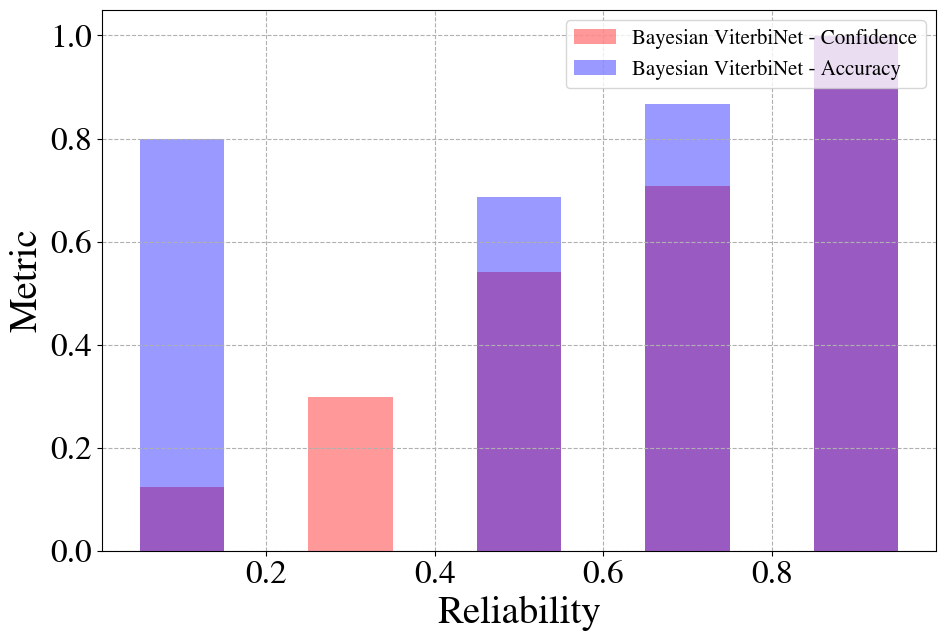 Bayesian ViterbiNet - Confidence
Bayesian ViterbiNet - Accuracy
1.0
0.8
0.6
0.4
0.2
0.0
Metric
0.2 0.4 0.6 0.8
Reliability